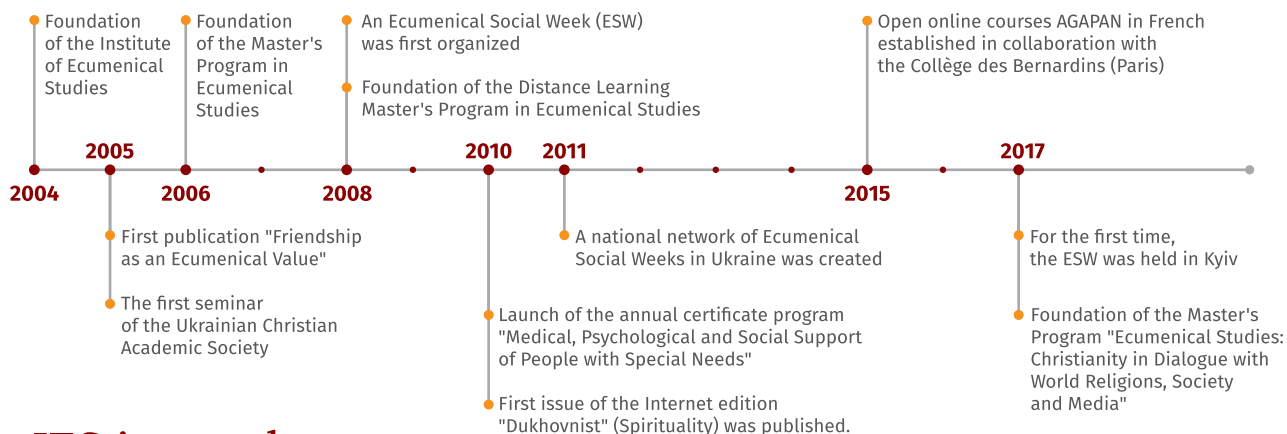 Foundation
of the Institute
of Ecumenical
Studies
Foundation
of the Master's
Program in
Ecumenical
Studies
An Ecumenical Social Week (ESW)
was first organized
Foundation of the Distance Learning
Master's Program in Ecumenical Studies
Open online courses AGAPAN in French
established in collaboration with
the Collège des Bernardins (Paris)
2005
2010
2011
2017
2004
2006
2008
2015
First publication "Friendship
as an Ecumenical Value"
The first seminar
of the Ukrainian Christian
Academic Society
A national network of Ecumenical
Social Weeks in Ukraine was created
Launch of the annual certificate program
"Medical, Psychological and Social Support
of People with Special Needs"
First issue of the Internet edition
"Dukhovnist" (Spirituality) was published.
For the first time,
the ESW was held in Kyiv
Foundation of the Master's
Program "Ecumenical Studies:
Christianity in Dialogue with
World Religions, Society
and Media"